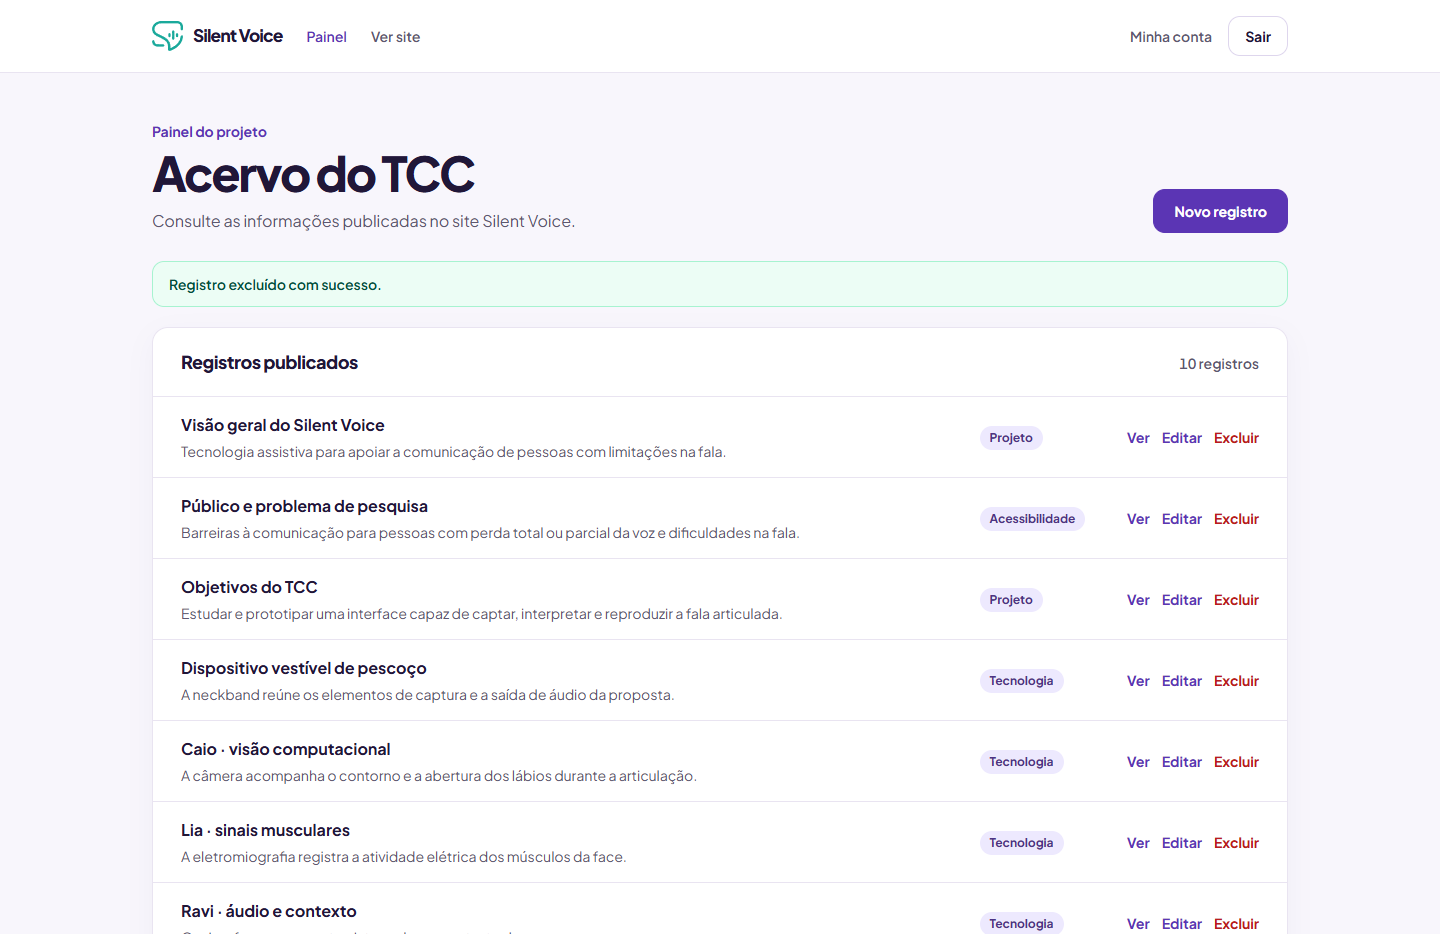 Silent Voice Painel Ver site Minha conta Sair
Painel do projeto
Acervo do TCC
Consulte as informações publicadas no site Silent Voice.
Novo registro
Registro excluído com sucesso.
Registros publicados 10 registros
Visão geral do Silent Voice
Tecnologia assistiva para apoiar a comunicação de pessoas com limitações na fala.
Projeto Ver Editar Excluir
Público e problema de pesquisa
Barreiras à comunicação para pessoas com perda total ou parcial da voz e dificuldades na fala.
Acessibilidade Ver Editar Excluir
Objetivos do TCC
Estudar e prototipar uma interface capaz de captar, interpretar e reproduzir a fala articulada.
Projeto Ver Editar Excluir
Dispositivo vestível de pescoço
A neckband reúne os elementos de captura e a saída de áudio da proposta.
Tecnologia Ver Editar Excluir
Caio · visão computacional
A câmera acompanha o contorno e a abertura dos lábios durante a articulação.
Tecnologia Ver Editar Excluir
Lia · sinais musculares
A eletromiografia registra a atividade elétrica dos músculos da face.
Tecnologia Ver Editar Excluir
Ravi · áudio e contexto
Tecnologia Ver Editar Excluir